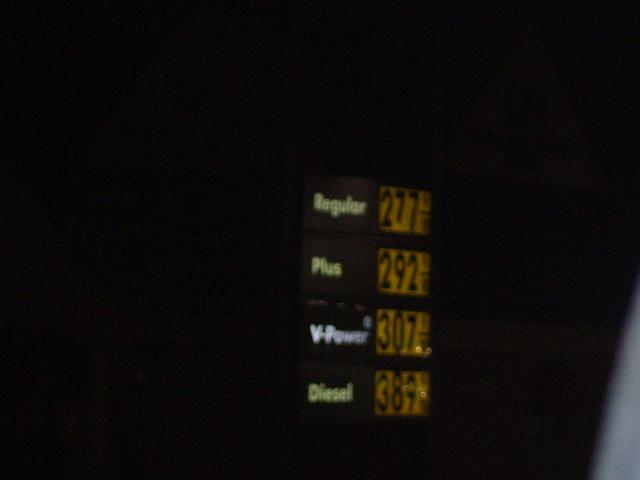 Regular 277
Plus 292
V-Power 307
Diesel 389